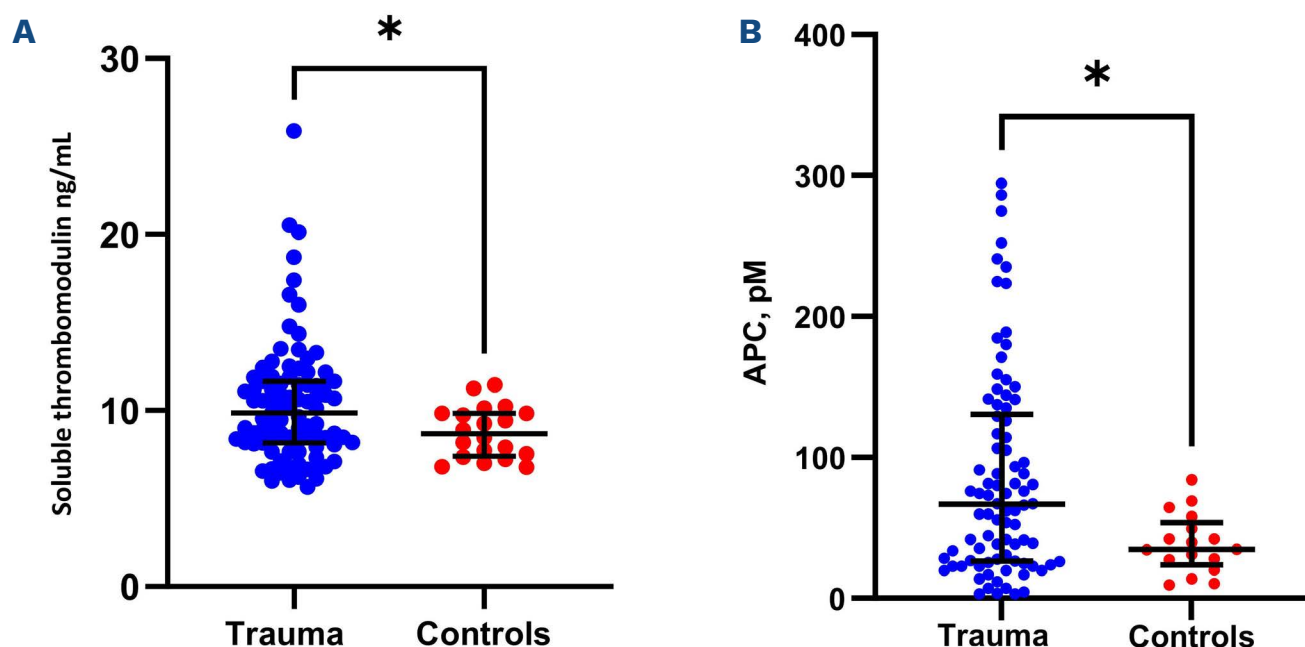 A
*
30
20
10
0
Soluble thrombomodulin ng/mL
Trauma Controls
B
*
400
300
200
100
0
APC, pM
Trauma Controls